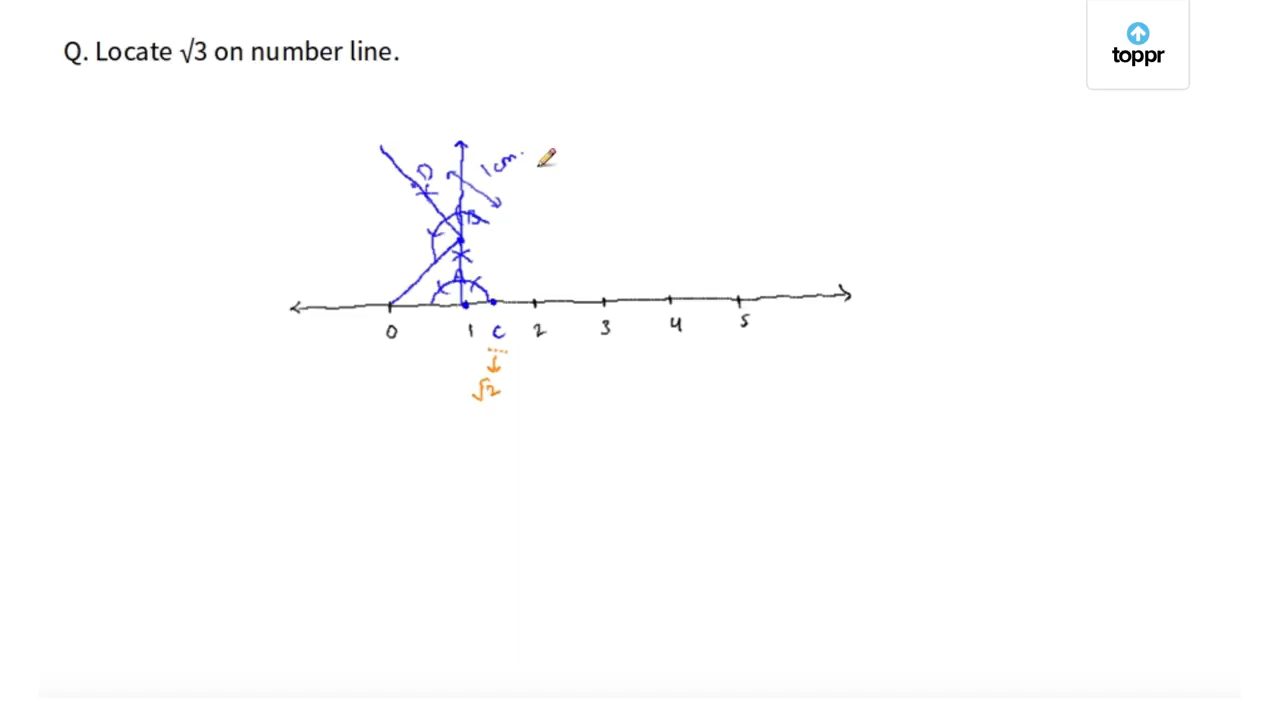 Q. Locate √3 on number line.
toppr
D
1cm.
B
A
0 1 C 2 3 4 5
√2